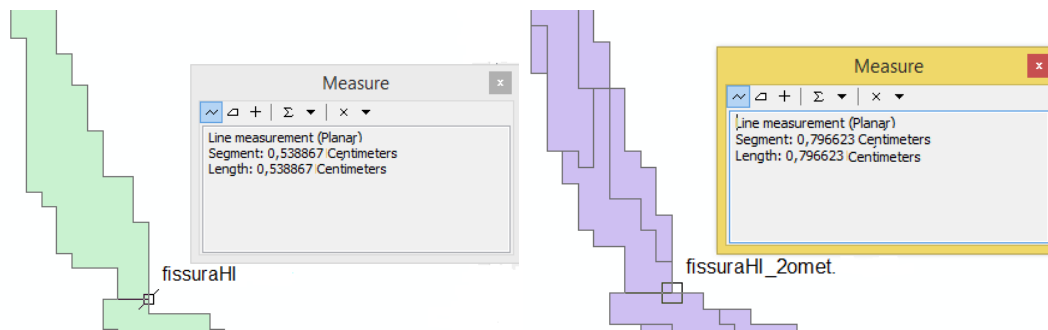 Measure
Line measurement (Planar)
Segment: 0,538867 Centimeters
Length: 0,538867 Centimeters
fissuraHI
Measure
Line measurement (Planar)
Segment: 0,796623 Centimeters
Length: 0,796623 Centimeters
fissuraHI_2omet.